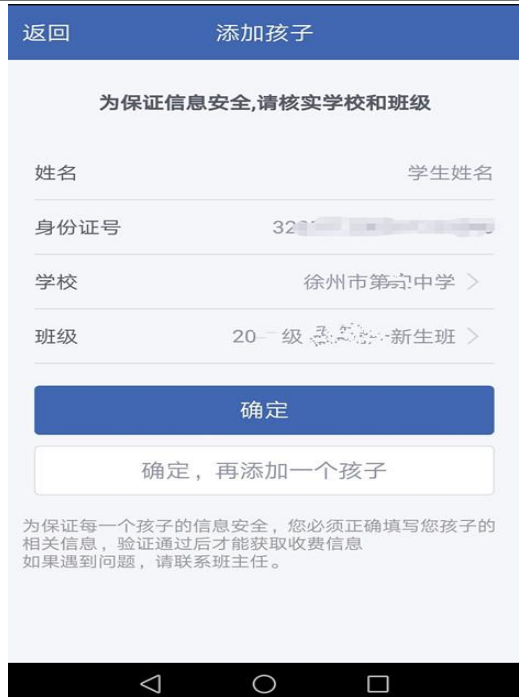 返回 添加孩子
为保证信息安全,请核实学校和班级
姓名 学生姓名
身份证号 32
学校 徐州市第 中学
班级 20 级 新生班
确定
确定，再添加一个孩子
为保证每一个孩子的信息安全，您必须正确填写您孩子的
相关信息，验证通过后才能获取收费信息
如果遇到问题，请联系班主任。